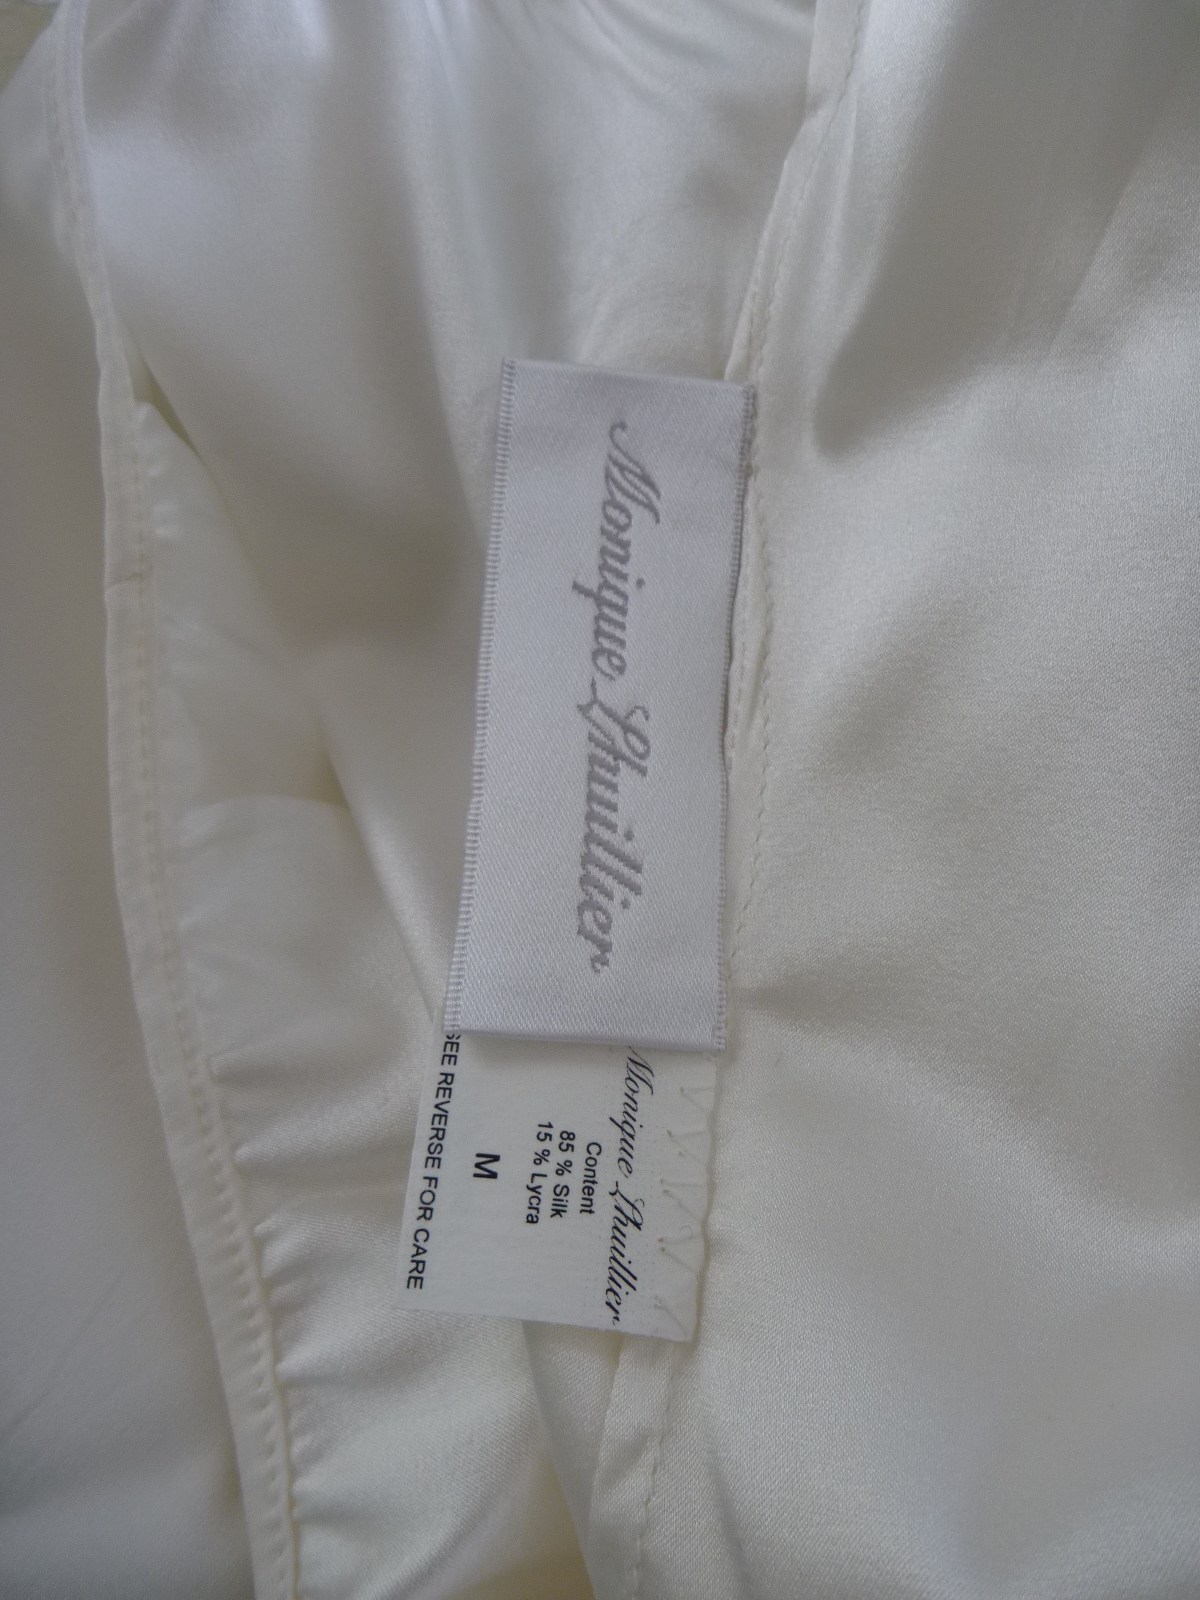 Monique Lhuillier
Monique Lhuillier
Content
85 % Silk
15 % Lycra
M
SEE REVERSE FOR CARE